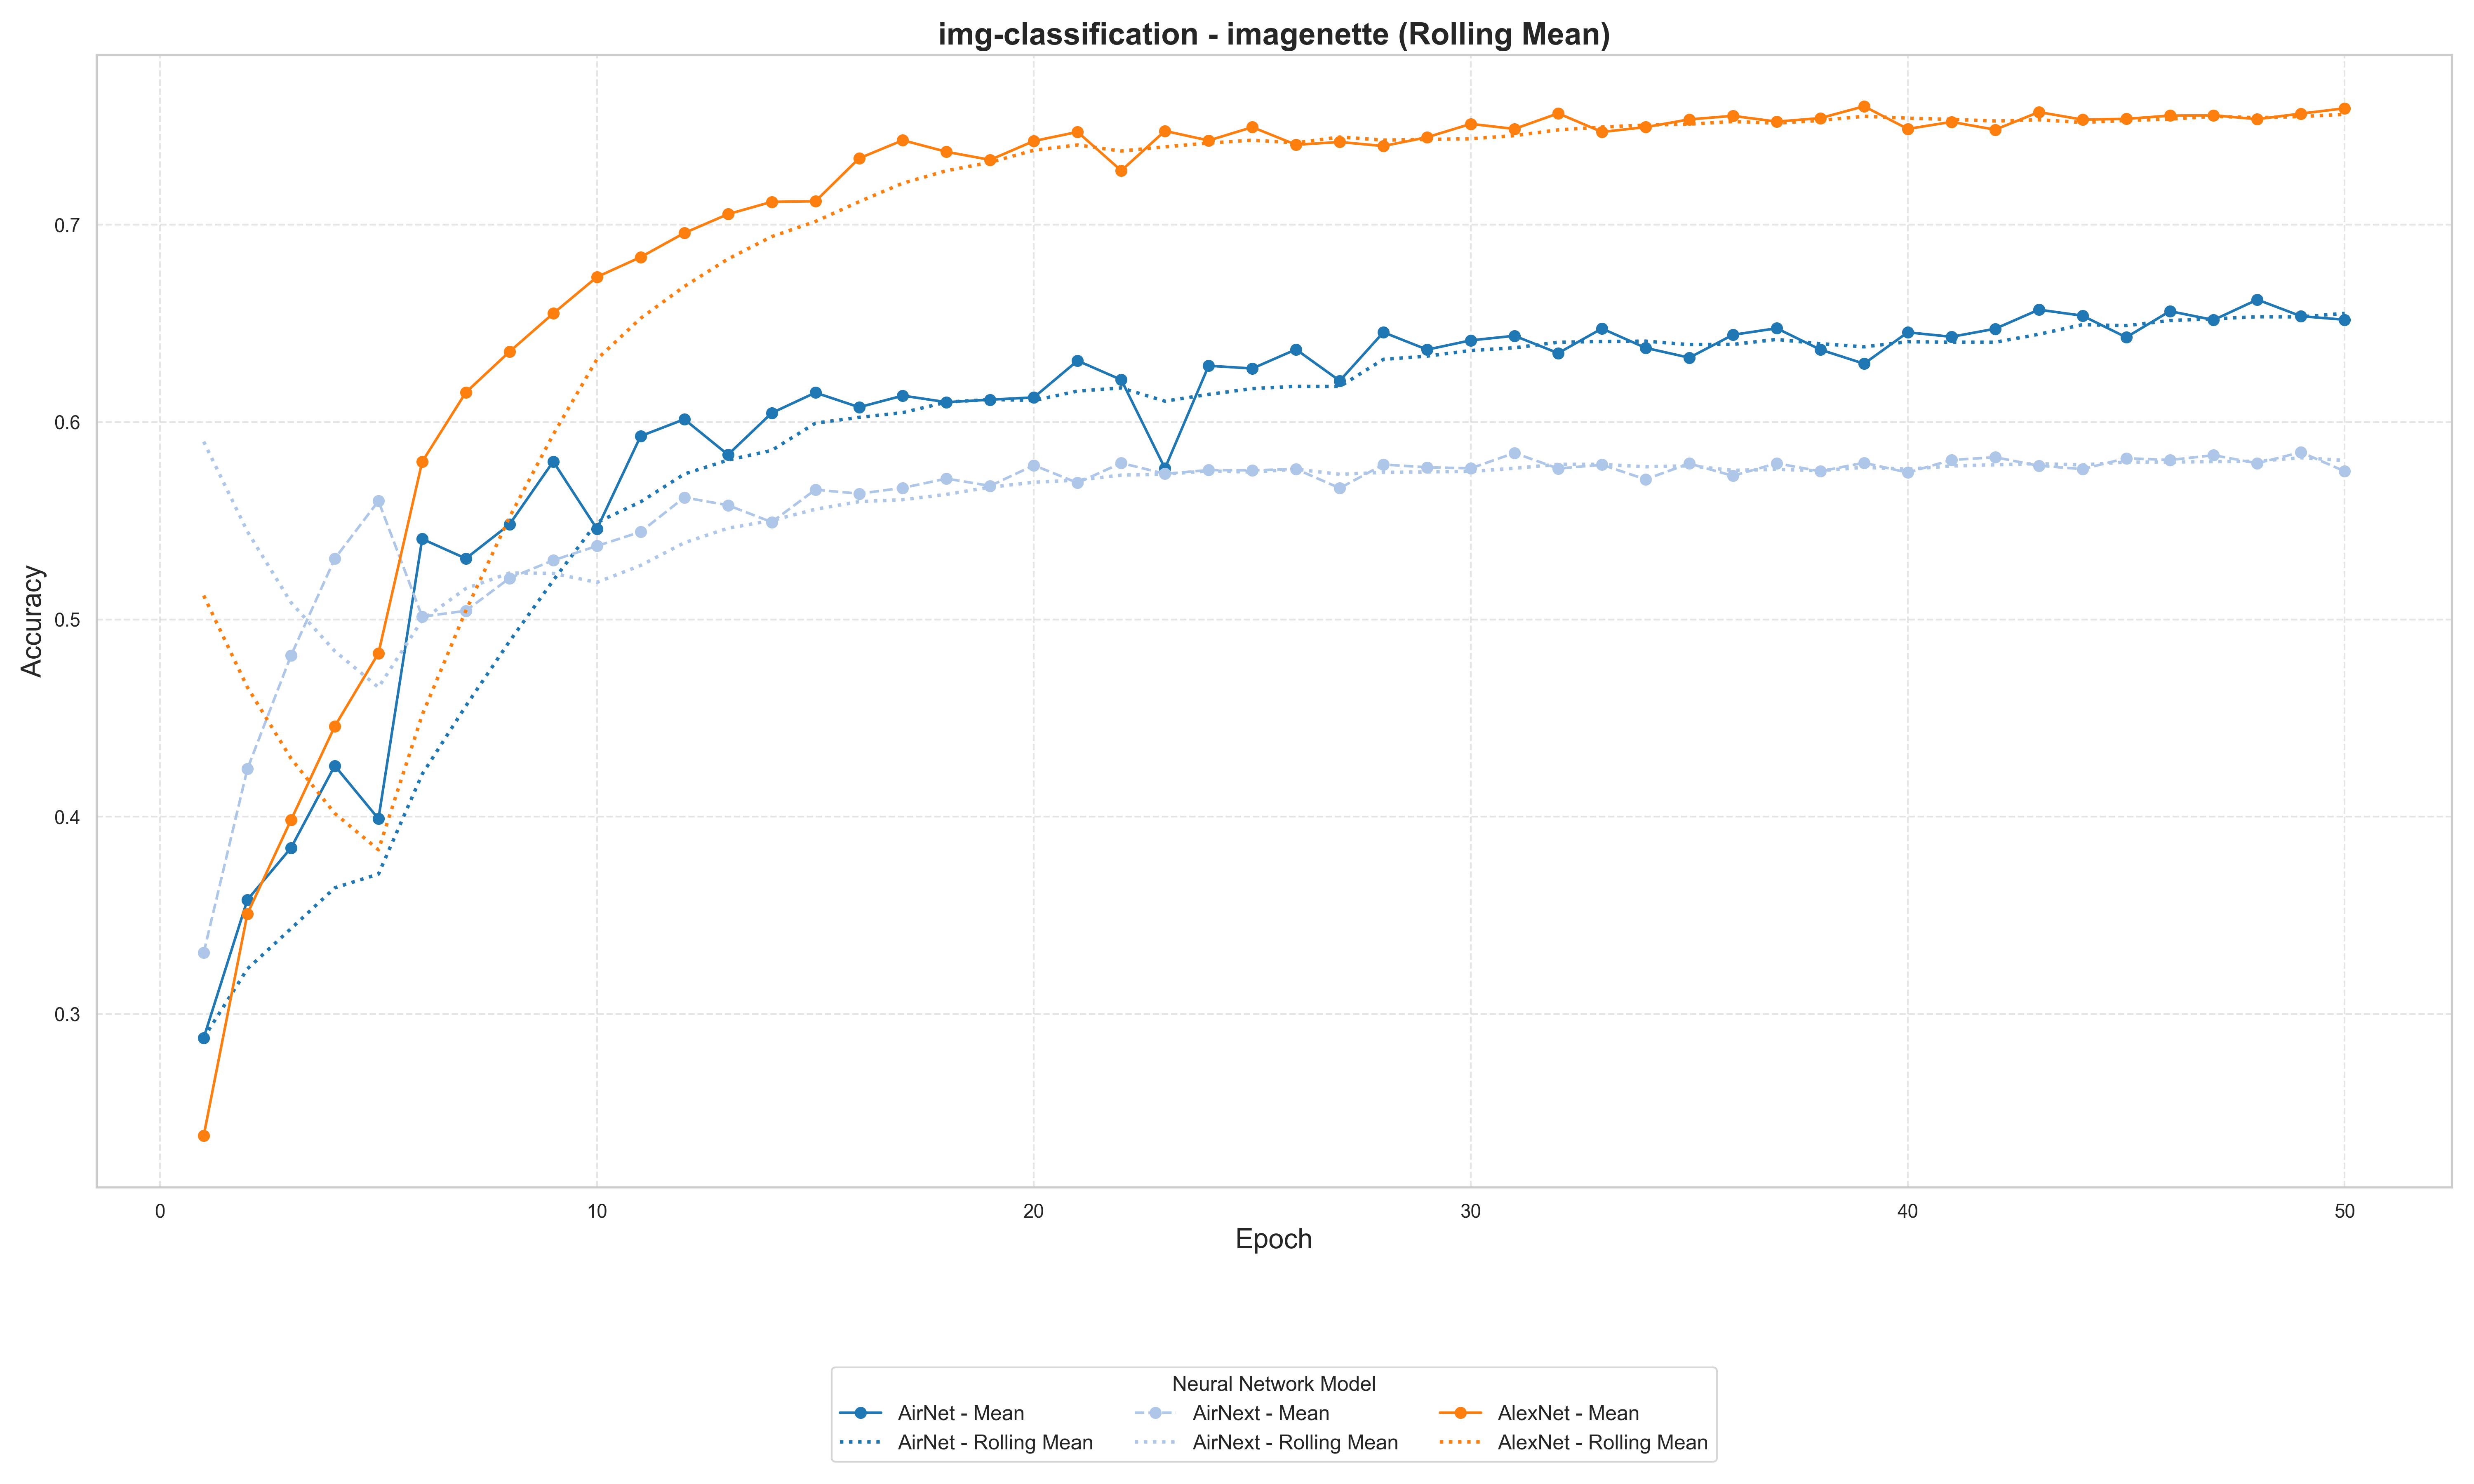 img-classification - imagenette (Rolling Mean)
Accuracy
0.7
0.6
0.5
0.4
0.3
0 10 20 30 40 50
Epoch
Neural Network Model
AirNet - Mean AirNext - Mean AlexNet - Mean
AirNet - Rolling Mean AirNext - Rolling Mean AlexNet - Rolling Mean